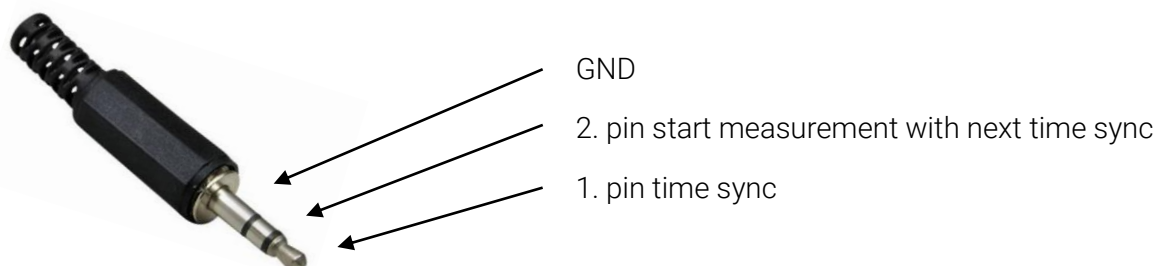 GND
2. pin start measurement with next time sync
1. pin time sync